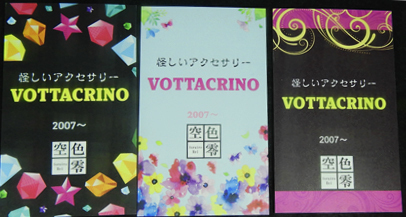 怪しいアクセサリー
VOTTACRINO
2007〜
空色
零
怪しいアクセサリー
VOTTACRINO
2007〜
空色
零
怪しいアクセサリー
VOTTACRINO
2007〜
空色
零